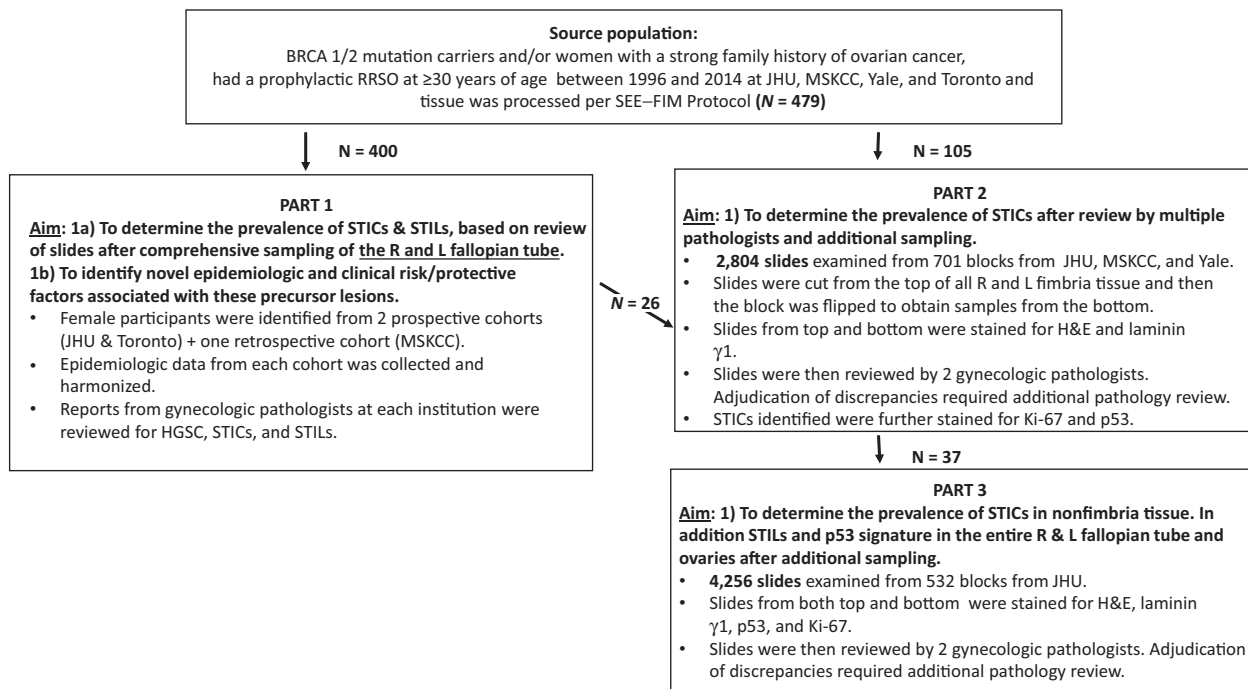 Source population:
BRCA 1/2 mutation carriers and/or women with a strong family history of ovarian cancer,
had a prophylactic RRSO at ≥30 years of age between 1996 and 2014 at JHU, MSKCC, Yale, and Toronto and
tissue was processed per SEE–FIM Protocol (N = 479)
N = 400
N = 105
PART 1
Aim: 1a) To determine the prevalence of STICs & STILs, based on review
of slides after comprehensive sampling of the R and L fallopian tube.
1b) To identify novel epidemiologic and clinical risk/protective
factors associated with these precursor lesions.
• Female participants were identified from 2 prospective cohorts
(JHU & Toronto) + one retrospective cohort (MSKCC).
• Epidemiologic data from each cohort was collected and
harmonized.
• Reports from gynecologic pathologists at each institution were
reviewed for HGSC, STICs, and STILs.
N = 26
PART 2
Aim: 1) To determine the prevalence of STICs after review by multiple
pathologists and additional sampling.
• 2,804 slides examined from 701 blocks from JHU, MSKCC, and Yale.
• Slides were cut from the top of all R and L fimbria tissue and then
the block was flipped to obtain samples from the bottom.
• Slides from top and bottom were stained for H&E and laminin
γ1.
• Slides were then reviewed by 2 gynecologic pathologists.
Adjudication of discrepancies required additional pathology review.
• STICs identified were further stained for Ki-67 and p53.
N = 37
PART 3
Aim: 1) To determine the prevalence of STICs in nonfimbria tissue. In
addition STILs and p53 signature in the entire R & L fallopian tube and
ovaries after additional sampling.
• 4,256 slides examined from 532 blocks from JHU.
• Slides from both top and bottom were stained for H&E, laminin
γ1, p53, and Ki-67.
• Slides were then reviewed by 2 gynecologic pathologists. Adjudication
of discrepancies required additional pathology review.